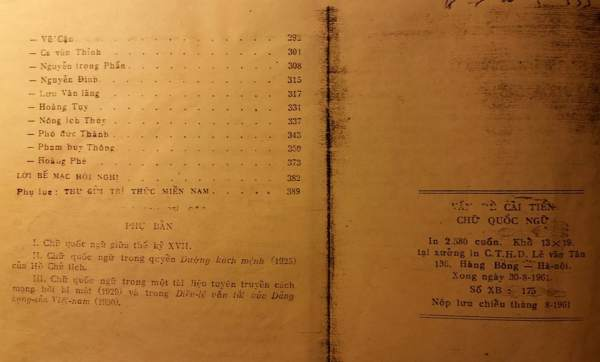 — Vũ Cận . . . . . . . . . 292
— Ca văn Thỉnh . . . . . . . . . 301
— Nguyễn trọng Phấn . . . . . . . . . 308
— Nguyễn Đình . . . . . . . . . 315
— Lưu Vân lăng . . . . . . . . . 317
— Hoàng Tụy . . . . . . . . . 331
— Nông ích Thùy . . . . . . . . . 337
— Phó đức Thành . . . . . . . . . 343
— Phạm huy Thông . . . . . . . . . 350
— Hoàng Phê . . . . . . . . . 373
LỜI BẾ MẠC HỘI NGHỊ . . . . . . . . . 382
Phụ lục : THƯ GỬI TRÍ THỨC MIỀN NAM . . . . . . 389
PHỤ BẢN
I. Chữ quốc ngữ giữa thế kỷ XVII.
II. Chữ quốc ngữ trong quyển Đường kách mệnh (1925)
của Hồ Chủ tịch.
III. Chữ quốc ngữ trong một tài liệu tuyên truyền cách
mạng bởi bí mật (1929) và trong Điều-lệ vắn tắt của Đảng
cộng-sản Việt-nam (1930).
VẤN ĐỀ CẢI TIẾN
CHỮ QUỐC NGỮ
In 2.580 cuốn. Khổ 13×19.
tại xưởng in C.T.H.D. Lê văn Tân
136, Hàng Bông — Hà-nội.
Xong ngày 30-8-1961.
Số XB : 175
Nộp lưu chiểu tháng 8-1961